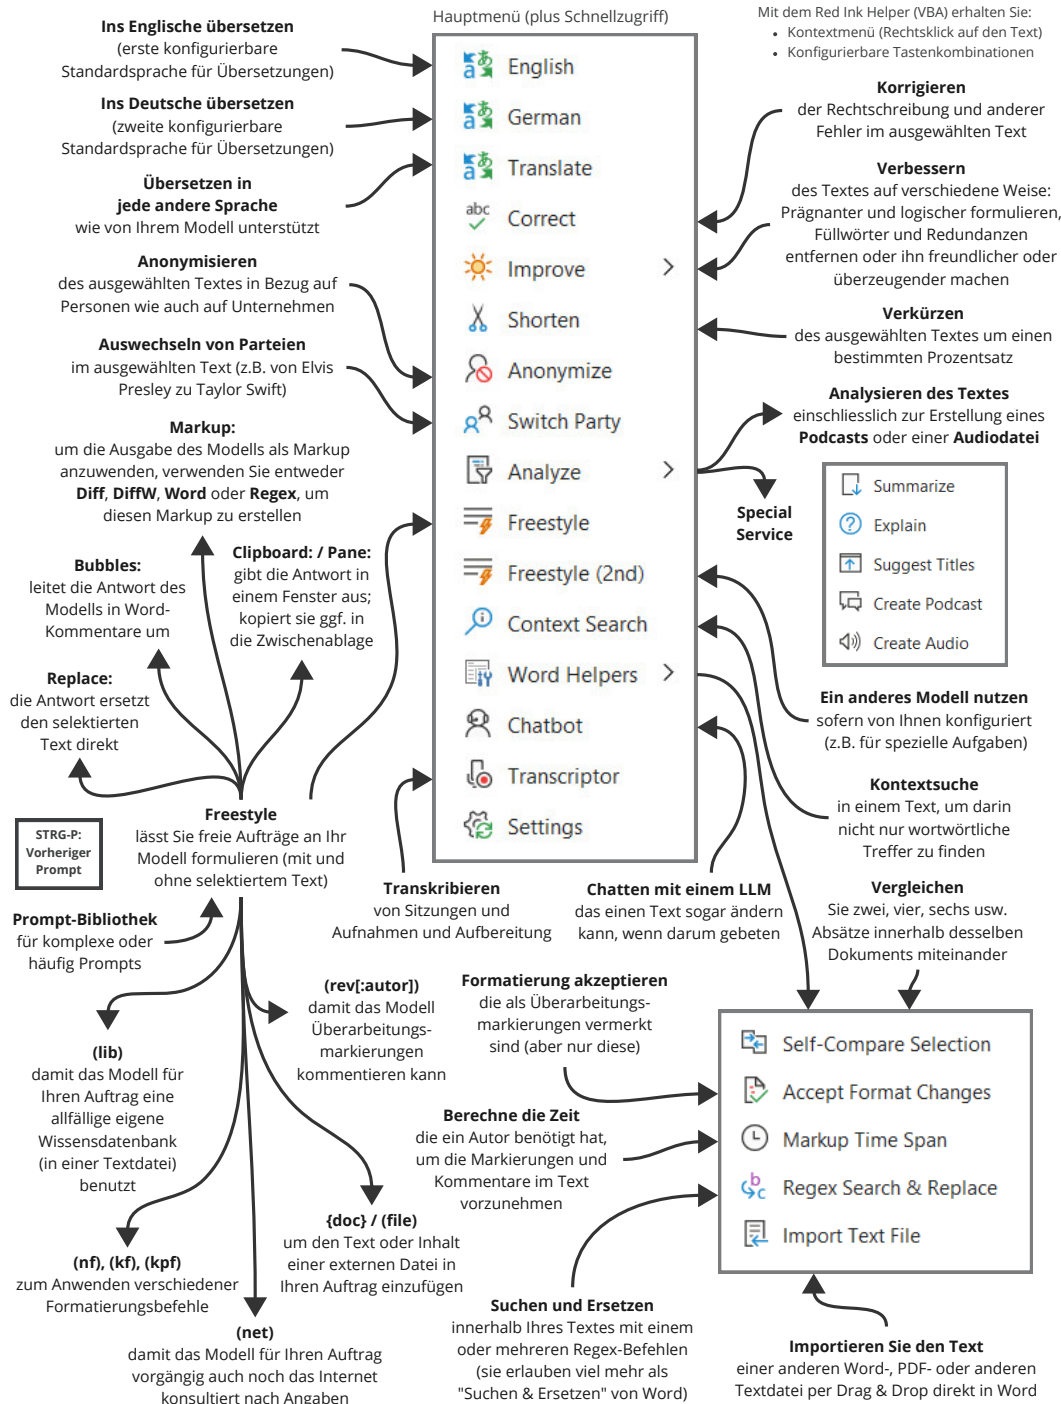 Hauptmenü (plus Schnellzugriff)
Mit dem Red Ink Helper (VBA) erhalten Sie:
• Kontextmenü (Rechtsklick auf den Text)
• Konfigurierbare Tastenkombinationen
Ins Englische übersetzen
(erste konfigurierbare
Standardsprache für Übersetzungen)
Ins Deutsche übersetzen
(zweite konfigurierbare
Standardsprache für Übersetzungen)
Übersetzen in
jede andere Sprache
wie von Ihrem Modell unterstützt
Anonymisieren
des ausgewählten Textes in Bezug auf
Personen wie auch auf Unternehmen
Auswechseln von Parteien
im ausgewählten Text (z.B. von Elvis
Presley zu Taylor Swift)
Markup:
um die Ausgabe des Modells als Markup
anzuwenden, verwenden Sie entweder
Diff, DiffW, Word oder Regex, um
diesen Markup zu erstellen
Bubbles:
leitet die Antwort des
Modells in Word-
Kommentare um
Clipboard: / Pane:
gibt die Antwort in
einem Fenster aus;
kopiert sie ggf. in
die Zwischenablage
Replace:
die Antwort ersetzt
den selektierten
Text direkt
English
German
Translate
abc
Correct
Improve
Shorten
Anonymize
Switch Party
Analyze
Freestyle
Freestyle (2nd)
Context Search
Word Helpers
Chatbot
Transcriptor
Settings
Korrigieren
der Rechtschreibung und anderer
Fehler im ausgewählten Text
Verbessern
des Textes auf verschiedene Weise:
Prägnanter und logischer formulieren,
Füllwörter und Redundanzen
entfernen oder ihn freundlicher oder
überzeugender machen
Verkürzen
des ausgewählten Textes um einen
bestimmten Prozentsatz
Analysieren des Textes
einschliesslich zur Erstellung eines
Podcasts oder einer Audiodatei
Special
Service
Summarize
Explain
Suggest Titles
Create Podcast
Create Audio
Ein anderes Modell nutzen
sofern von Ihnen konfiguriert
(z.B. für spezielle Aufgaben)
Kontextsuche
in einem Text, um darin
nicht nur wortwörtliche
Treffer zu finden
Vergleichen
Sie zwei, vier, sechs usw.
Absätze innerhalb desselben
Dokuments miteinander
STRG-P:
Vorheriger
Prompt
Freestyle
lässt Sie freie Aufträge an Ihr
Modell formulieren (mit und
ohne selektiertem Text)
Transkribieren
von Sitzungen und
Aufnahmen und Aufbereitung
Chatten mit einem LLM
das einen Text sogar ändern
kann, wenn darum gebeten
Prompt-Bibliothek
für komplexe oder
häufig Prompts
(rev[:autor])
damit das Modell
Überarbeitungs-
markierungen
kommentieren kann
Formatierung akzeptieren
die als Überarbeitungs-
markierungen vermerkt
sind (aber nur diese)
(lib)
damit das Modell für
Ihren Auftrag eine
allfällige eigene
Wissensdatenbank
(in einer Textdatei)
benutzt
Berechne die Zeit
die ein Autor benötigt hat,
um die Markierungen und
Kommentare im Text
vorzunehmen
Self-Compare Selection
Accept Format Changes
Markup Time Span
b
c
Regex Search & Replace
Import Text File
{doc} / (file)
um den Text oder Inhalt
einer externen Datei in
Ihren Auftrag einzufügen
(nf), (kf), (kpf)
zum Anwenden verschiedener
Formatierungsbefehle
Suchen und Ersetzen
innerhalb Ihres Textes mit einem
oder mehreren Regex-Befehlen
(sie erlauben viel mehr als
"Suchen & Ersetzen" von Word)
(net)
damit das Modell für Ihren Auftrag
vorgängig auch noch das Internet
konsultiert nach Angaben
Importieren Sie den Text
einer anderen Word-, PDF- oder anderen
Textdatei per Drag & Drop direkt in Word